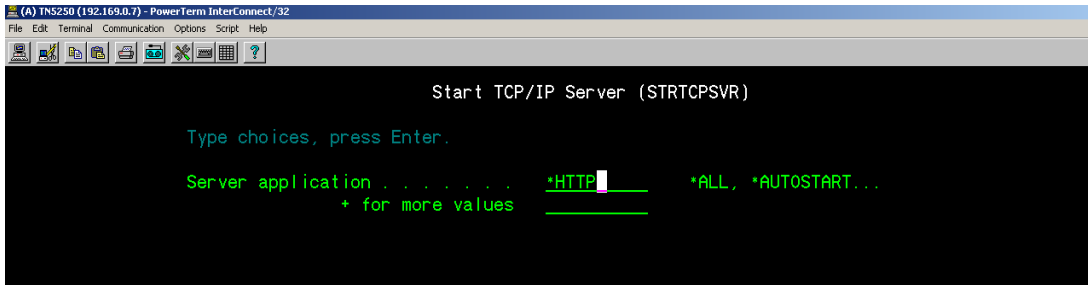 (A) TN5250 (192.169.0.7) - PowerTerm InterConnect/32
File Edit Terminal Communication Options Script Help
Start TCP/IP Server (STRTCPSVR)
Type choices, press Enter.
Server application . . . . . . . *HTTP *ALL, *AUTOSTART...
+ for more values